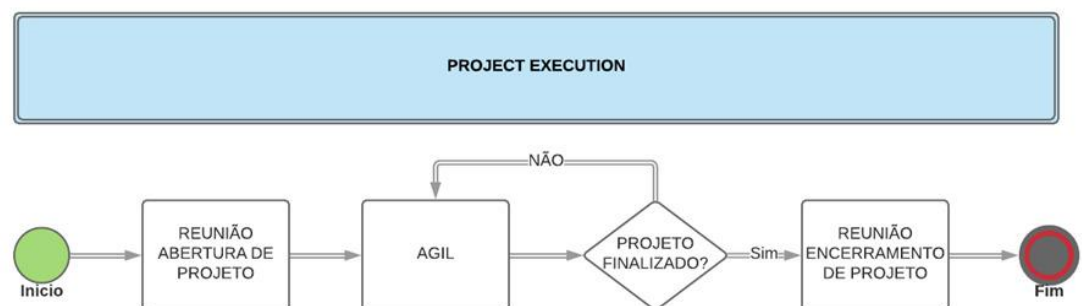 PROJECT EXECUTION
NÃO
REUNIÃO
ABERTURA DE
PROJETO
AGIL
PROJETO
FINALIZADO?
Sim
REUNIÃO
ENCERRAMENTO
DE PROJETO
Inicio
Fim